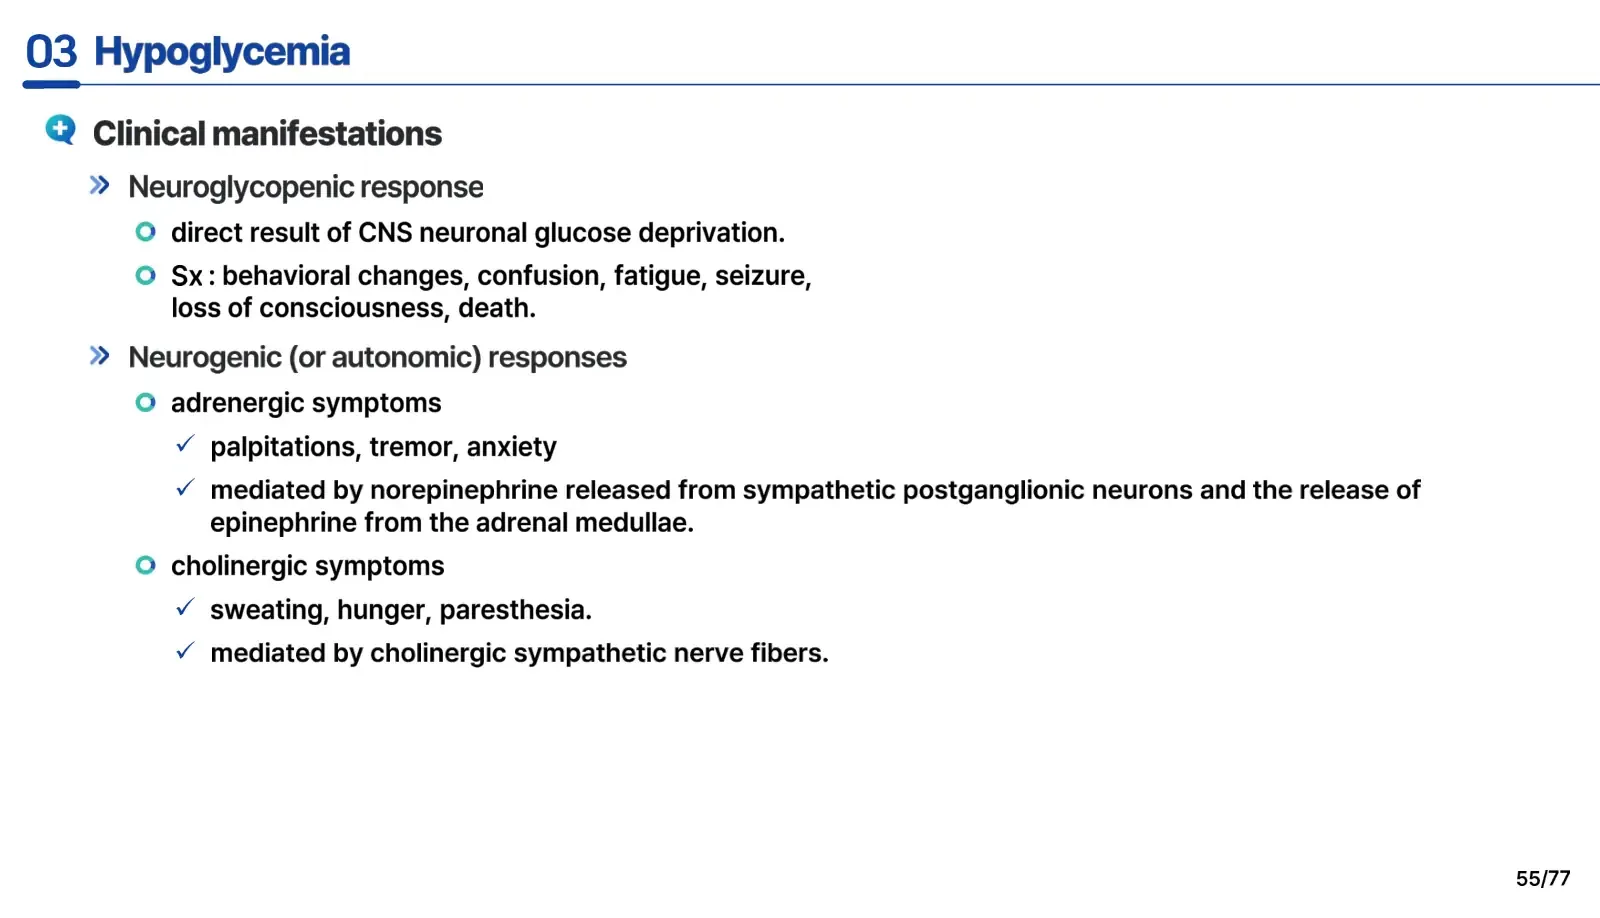 03 Hypoglycemia
Clinical manifestations
Neuroglycopenic response
direct result of CNS neuronal glucose deprivation.
Sx : behavioral changes, confusion, fatigue, seizure,
loss of consciousness, death.
Neurogenic (or autonomic) responses
adrenergic symptoms
✓ palpitations, tremor, anxiety
✓ mediated by norepinephrine released from sympathetic postganglionic neurons and the release of
epinephrine from the adrenal medullae.
cholinergic symptoms
✓ sweating, hunger, paresthesia.
✓ mediated by cholinergic sympathetic nerve fibers.
55/77